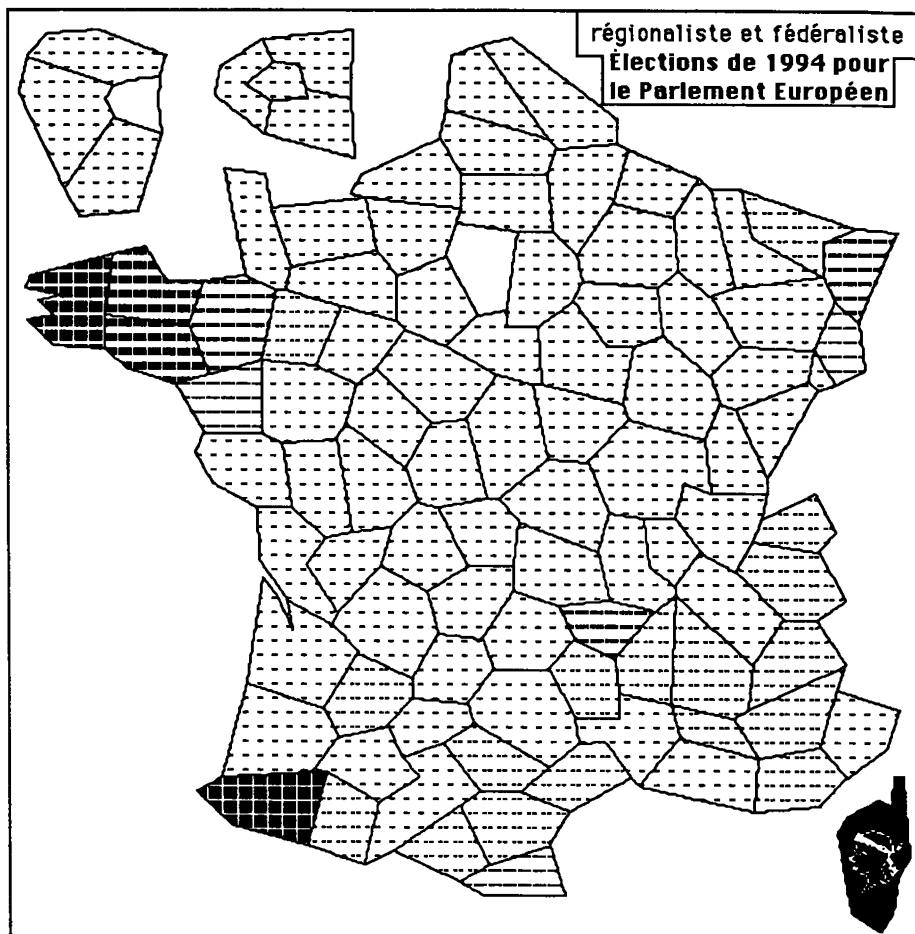 régionaliste et fédéraliste
Élections de 1994 pour
le Parlement Européen